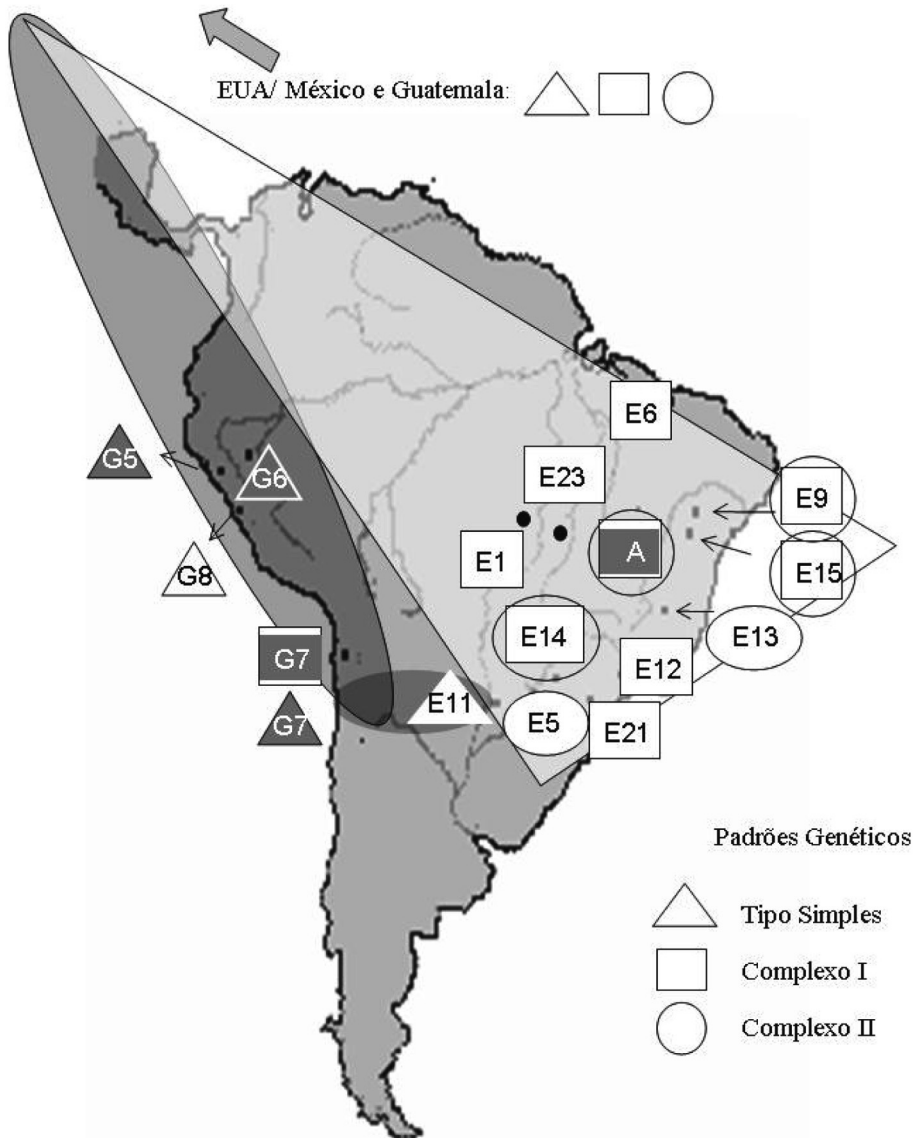 EUA/ México e Guatemala:
E6
G5
G6
E23
E9
E1
A
G8
E15
E14
E13
G7
E12
E11
G7
E5
E21
Padrões Genéticos
Tipo Simples
Complexo I
Complexo II